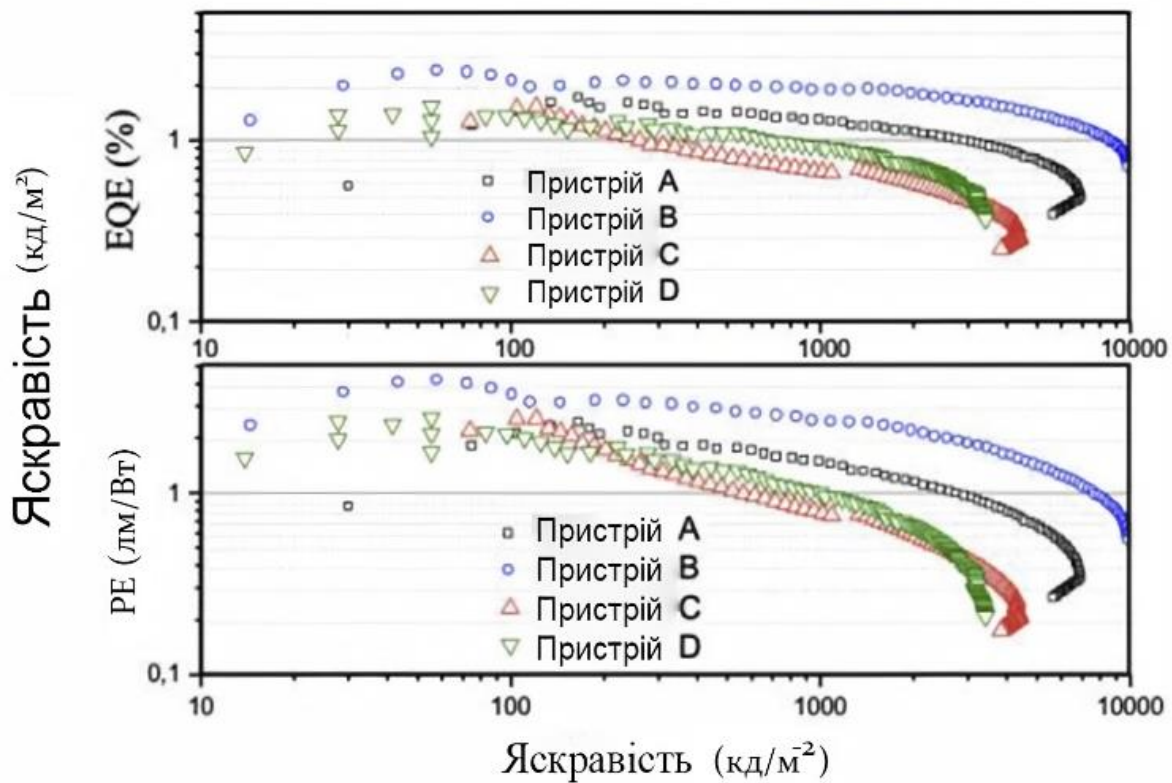 Яскравість (кд/м²)
EQE (%)
1
0,1
Пристрій A
Пристрій B
Пристрій C
Пристрій D
10 100 1000 10000
PE (лм/Вт)
1
0,1
Пристрій A
Пристрій B
Пристрій C
Пристрій D
10 100 1000 10000
Яскравість (кд/м⁻²)